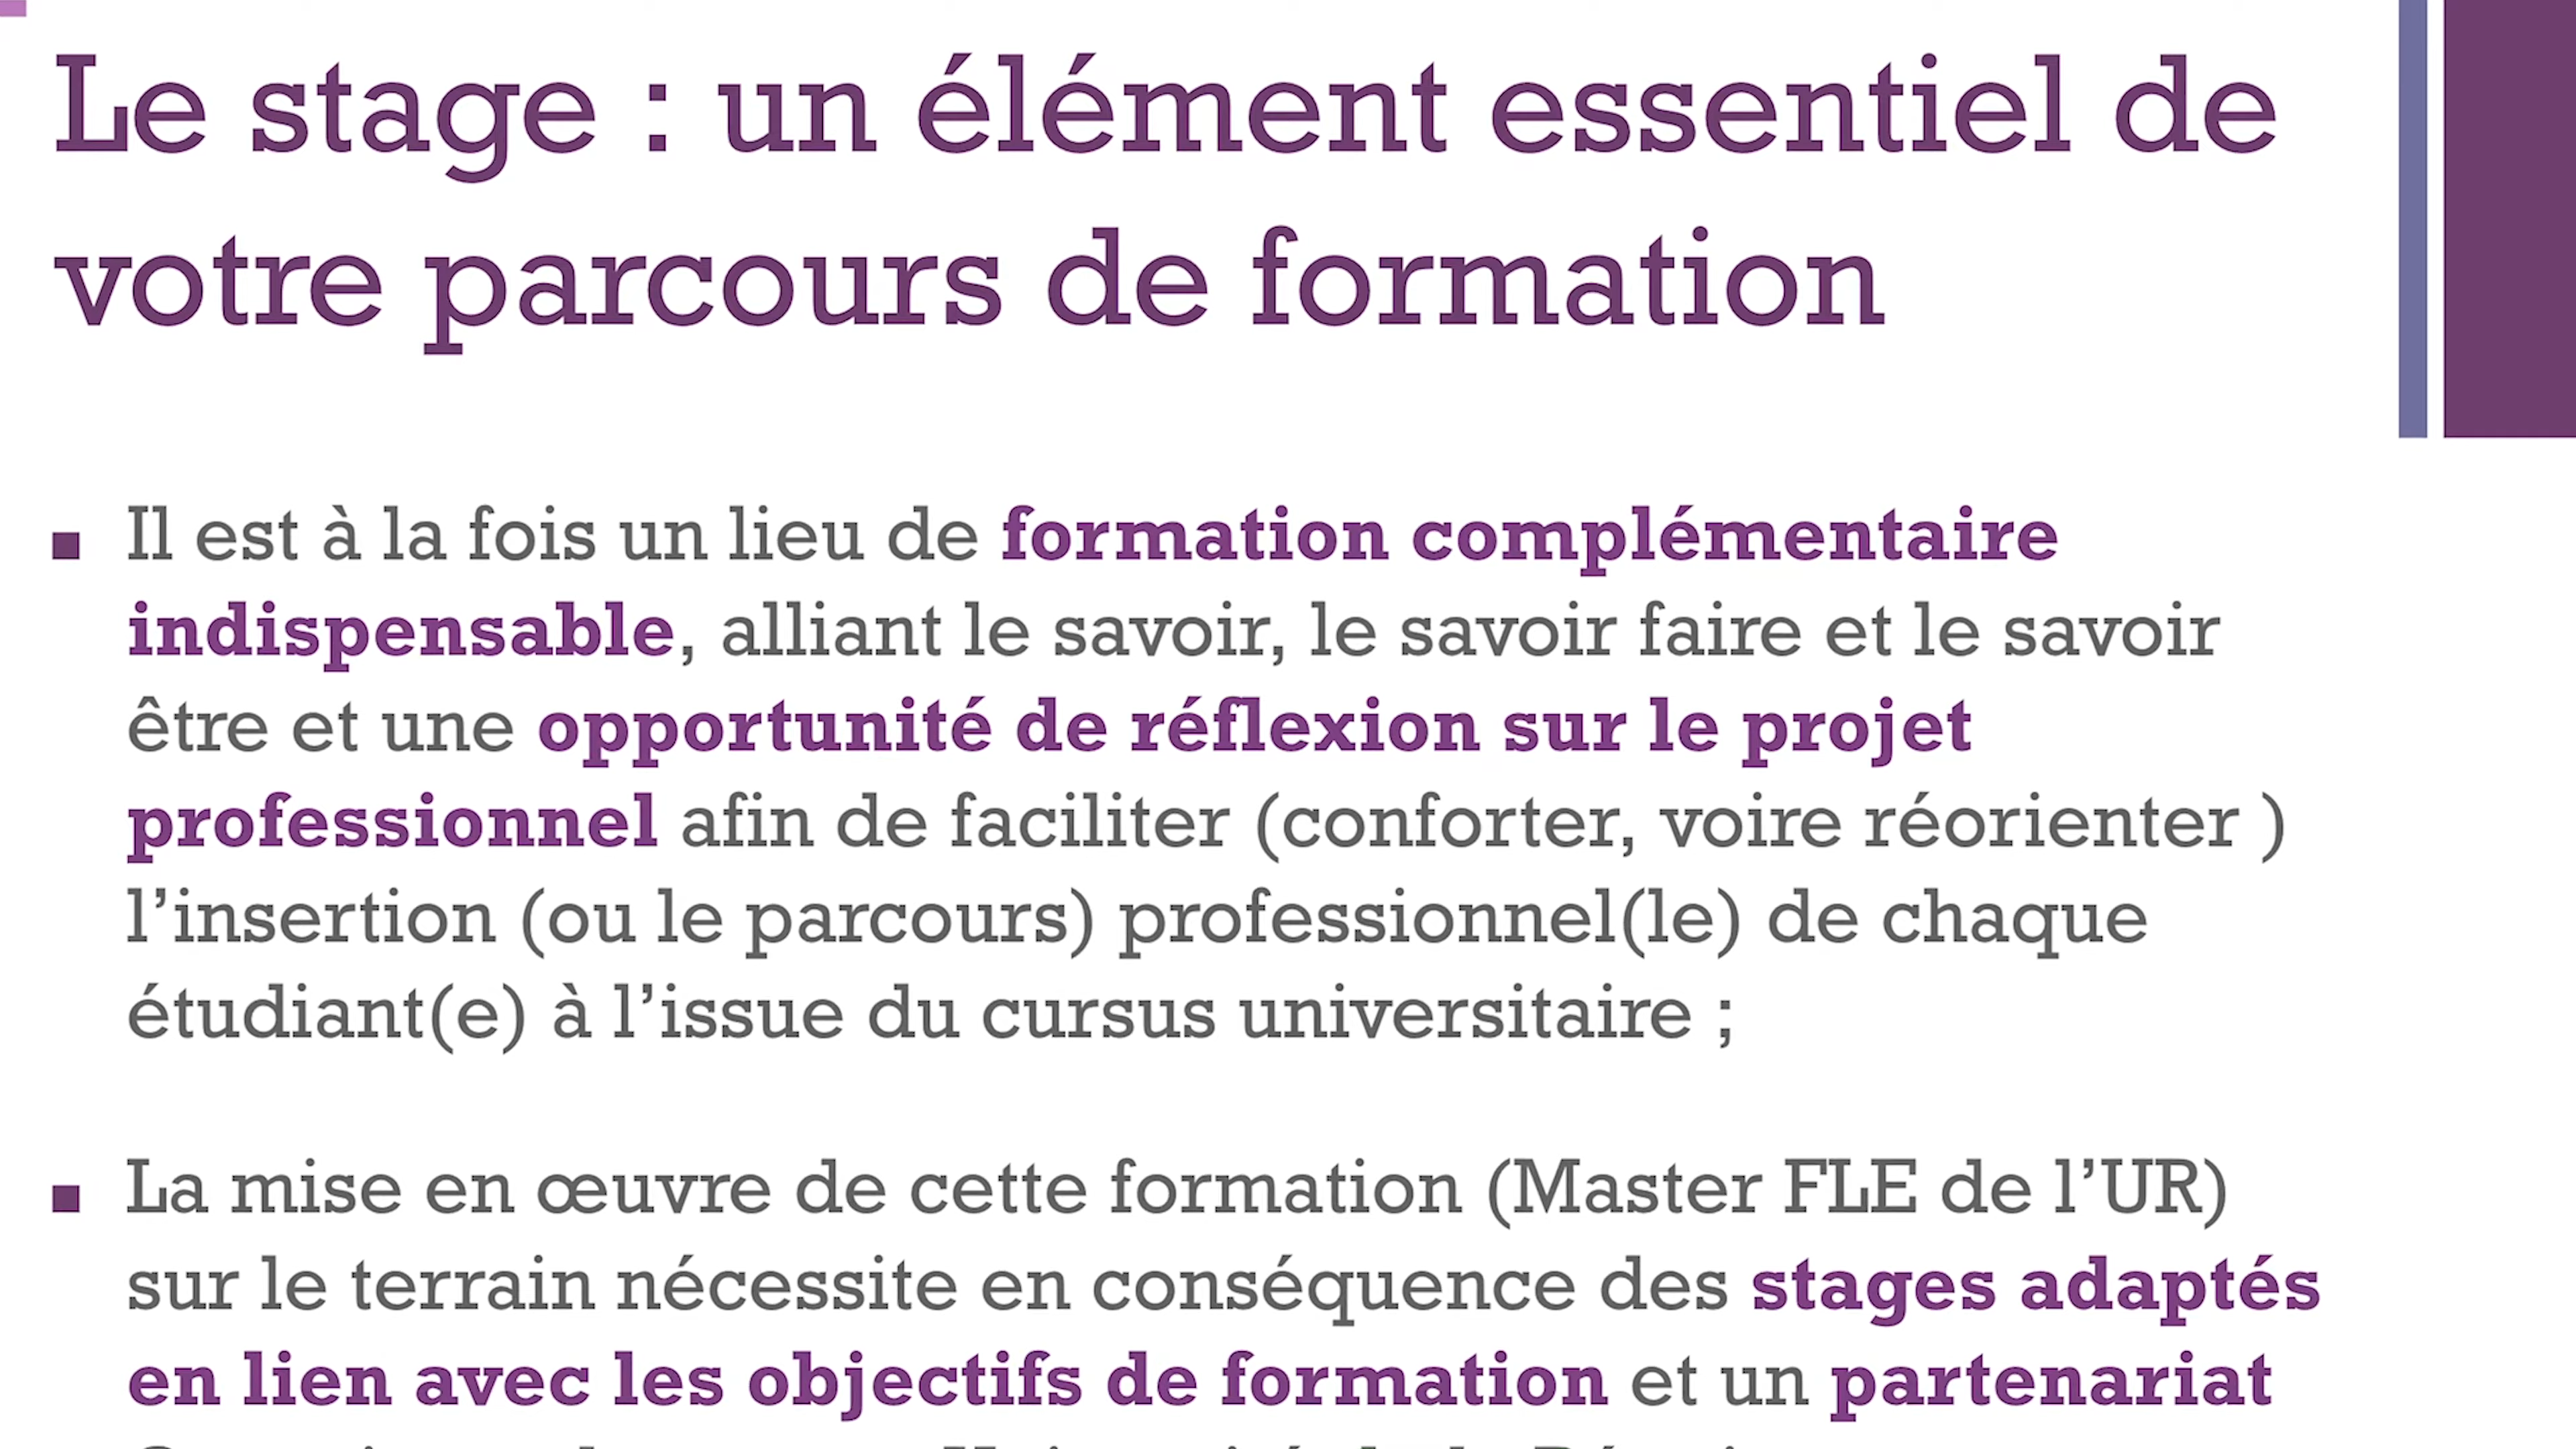 Le stage : un élément essentiel de
votre parcours de formation
Il est à la fois un lieu de formation complémentaire
indispensable, alliant le savoir, le savoir faire et le savoir
être et une opportunité de réflexion sur le projet
professionnel afin de faciliter (conforter, voire réorienter )
l’insertion (ou le parcours) professionnel(le) de chaque
étudiant(e) à l’issue du cursus universitaire ;
La mise en œuvre de cette formation (Master FLE de l’UR)
sur le terrain nécessite en conséquence des stages adaptés
en lien avec les objectifs de formation et un partenariat